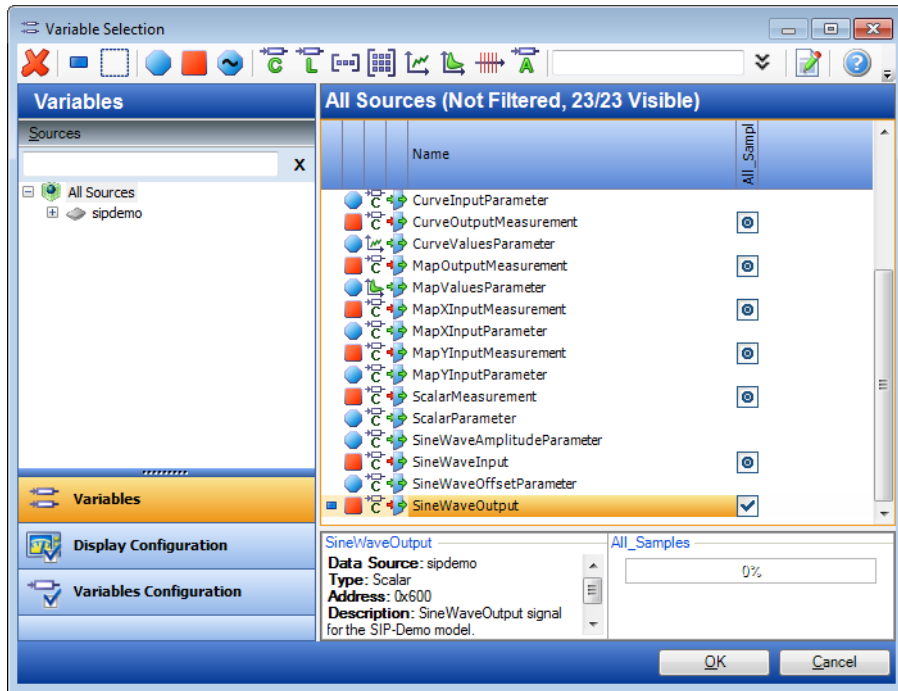 Variable Selection
Variables
All Sources (Not Filtered, 23/23 Visible)
Sources
X
All Sources
sipdemo
Name
All_Sampl
CurveInputParameter
CurveOutputMeasurement
CurveValuesParameter
MapOutputMeasurement
MapValuesParameter
MapXInputMeasurement
MapXInputParameter
MapYInputMeasurement
MapYInputParameter
ScalarMeasurement
ScalarParameter
SineWaveAmplitudeParameter
SineWaveInput
SineWaveOffsetParameter
SineWaveOutput
Variables
Display Configuration
Variables Configuration
SineWaveOutput
Data Source: sipdemo
Type: Scalar
Address: 0x600
Description: SineWaveOutput signal
for the SIP-Demo model.
All_Samples
0%
OK
Cancel